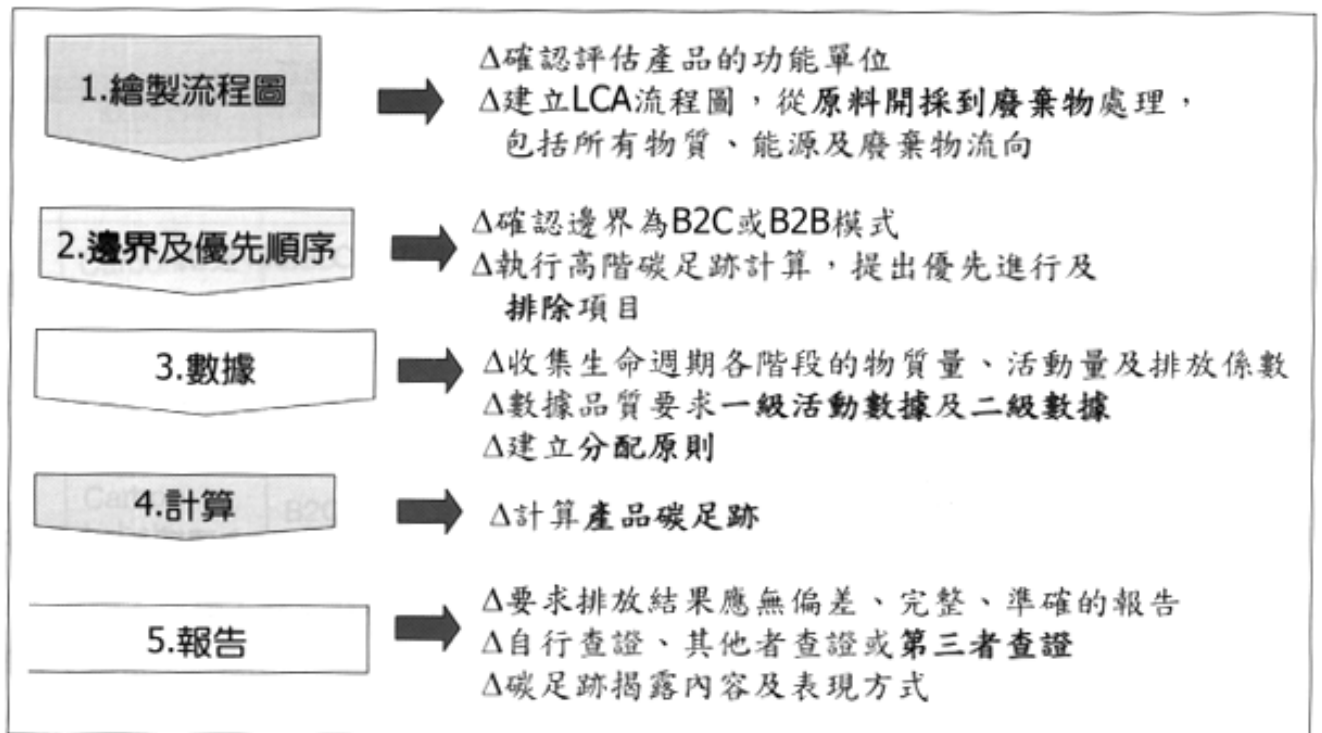 1.繪製流程圖
Δ確認評估產品的功能單位
Δ建立LCA流程圖,從原料開採到廢棄物處理,
包括所有物質、能源及廢棄物流向
2.邊界及優先順序
Δ確認邊界為B2C或B2B模式
Δ執行高階碳足跡計算,提出優先進行及
排除項目
3.數據
Δ收集生命週期各階段的物質量、活動量及排放係數
Δ數據品質要求一級活動數據及二級數據
Δ建立分配原則
4.計算
Δ計算產品碳足跡
5.報告
Δ要求排放結果應無偏差、完整、準確的報告
Δ自行查證、其他者查證或第三者查證
Δ碳足跡揭露內容及表現方式